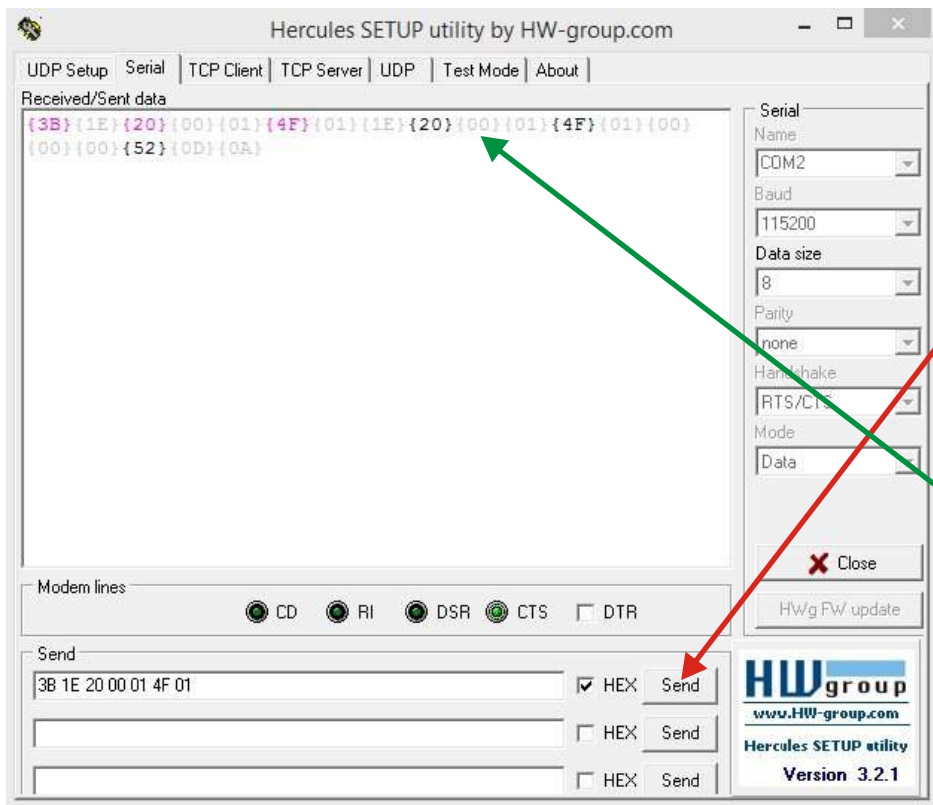 Hercules SETUP utility by HW-group.com
UDP Setup Serial TCP Client TCP Server UDP Test Mode About
Received/Sent data
{3B}{1E}{20}{00}{01}{4F}{01}{1E}{20}{00}{01}{4F}{01}{00}
{00}{00}{52}{0D}{0A}
Serial
Name
COM2
Baud
115200
Data size
8
Parity
none
Handshake
RTS/CTS
Mode
Data
Close
HWg FW update
Modem lines
CD RI DSR CTS DTR
Send
3B 1E 20 00 01 4F 01 HEX Send
HEX Send
HEX Send
HW group
www.HW-group.com
Hercules SETUP utility
Version 3.2.1